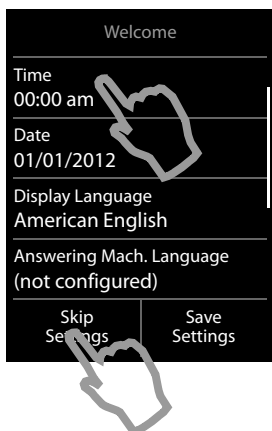 Welcome
Time
00:00 am
Date
01/01/2012
Display Language
American English
Answering Mach. Language
(not configured)
Skip Save
Settings Settings